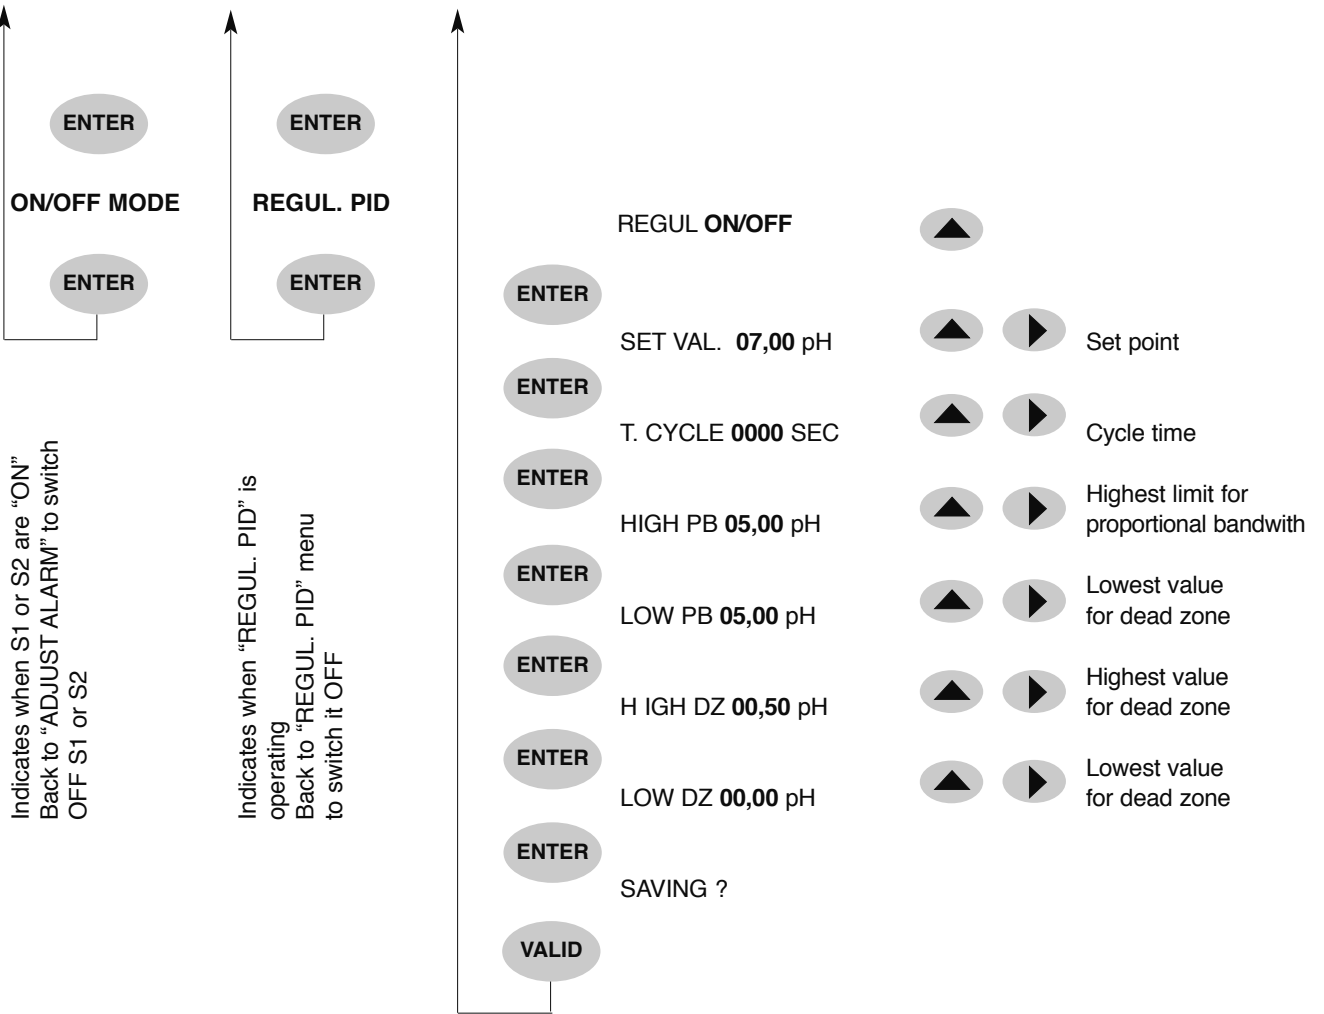 ENTER
ON/OFF MODE
ENTER
Indicates when S1 or S2 are “ON”
Back to “ADJUST ALARM” to switch
OFF S1 or S2
ENTER
REGUL. PID
ENTER
Indicates when “REGUL. PID” is
operating
Back to “REGUL. PID” menu
to switch it OFF
REGUL ON/OFF
ENTER
SET VAL. 07,00 pH
Set point
ENTER
T. CYCLE 0000 SEC
Cycle time
ENTER
HIGH PB 05,00 pH
Highest limit for
proportional bandwith
ENTER
LOW PB 05,00 pH
Lowest value
for dead zone
ENTER
H IGH DZ 00,50 pH
Highest value
for dead zone
ENTER
LOW DZ 00,00 pH
Lowest value
for dead zone
ENTER
SAVING ?
VALID